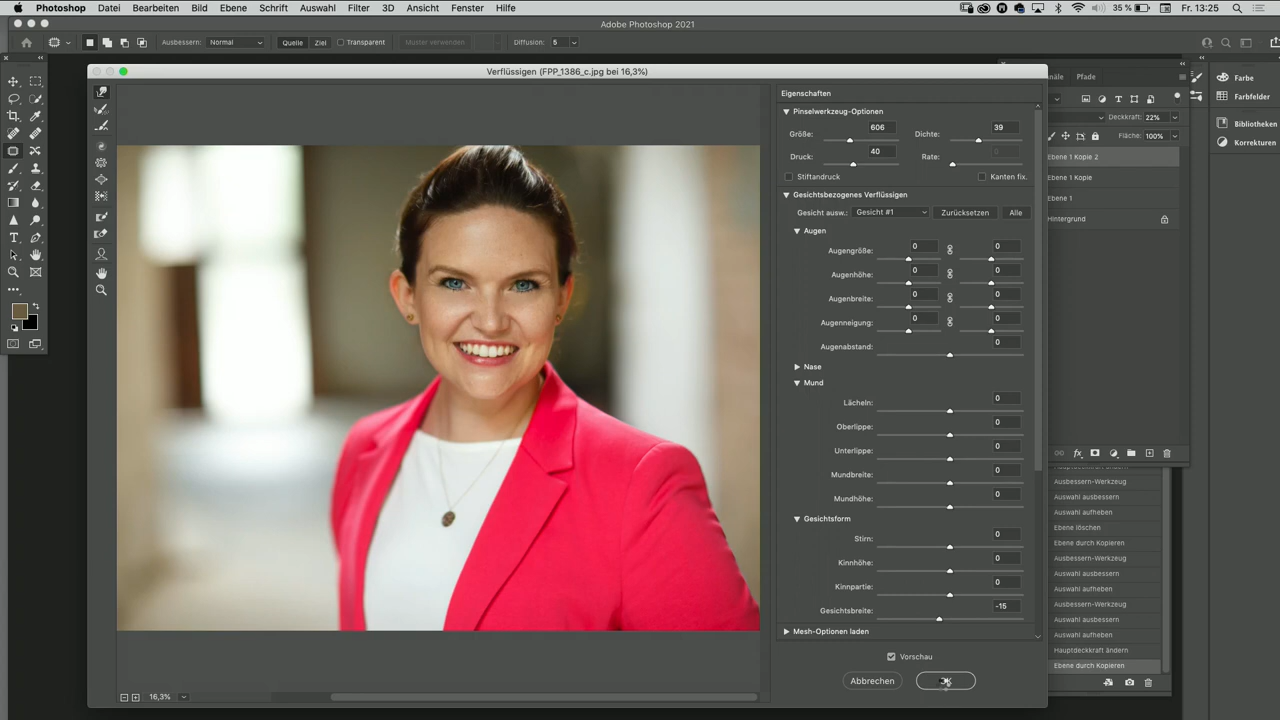 Photoshop Datei Bearbeiten Bild Ebene Schrift Auswahl Filter 3D Ansicht Fenster Hilfe 35 % Fr. 13:25
Adobe Photoshop 2021
Ausbessern: Normal Quelle Ziel Transparent Muster verwenden Diffusion: 5
Verflüssigen (FPP_1386_c.jpg bei 16,3%)
Eigenschaften
Pinselwerkzeug-Optionen
Größe: 606 Dichte: 39
Druck: 40 Rate: 0
Stiftandruck Kanten fix.
Gesichtsbezogenes Verflüssigen
Gesicht ausw.: Gesicht #1 Zurücksetzen Alle
Augen
Augengröße: 0 0
Augenhöhe: 0 0
Augenbreite: 0 0
Augenneigung: 0 0
Augenabstand: 0
Nase
Mund
Lächeln: 0
Oberlippe: 0
Unterlippe: 0
Mundbreite: 0
Mundhöhe: 0
Gesichtsform
Stirn: 0
Kinnhöhe: 0
Kinnpartie: 0
Gesichtsbreite: -15
Mesh-Optionen laden
Vorschau
Abbrechen
16,3%
Pfade
Deckkraft: 22%
Fläche: 100%
Ebene 1 Kopie 2
Ebene 1 Kopie
Ebene 1
Hintergrund
Ausbessern-Werkzeug
Auswahl ausbessern
Auswahl aufheben
Ebene löschen
Ebene durch Kopieren
Ausbessern-Werkzeug
Auswahl ausbessern
Auswahl aufheben
Ausbessern-Werkzeug
Auswahl ausbessern
Auswahl aufheben
Hauptdeckkraft ändern
Ebene durch Kopieren
Farbe
Farbfelder
Bibliotheken
Korrekturen